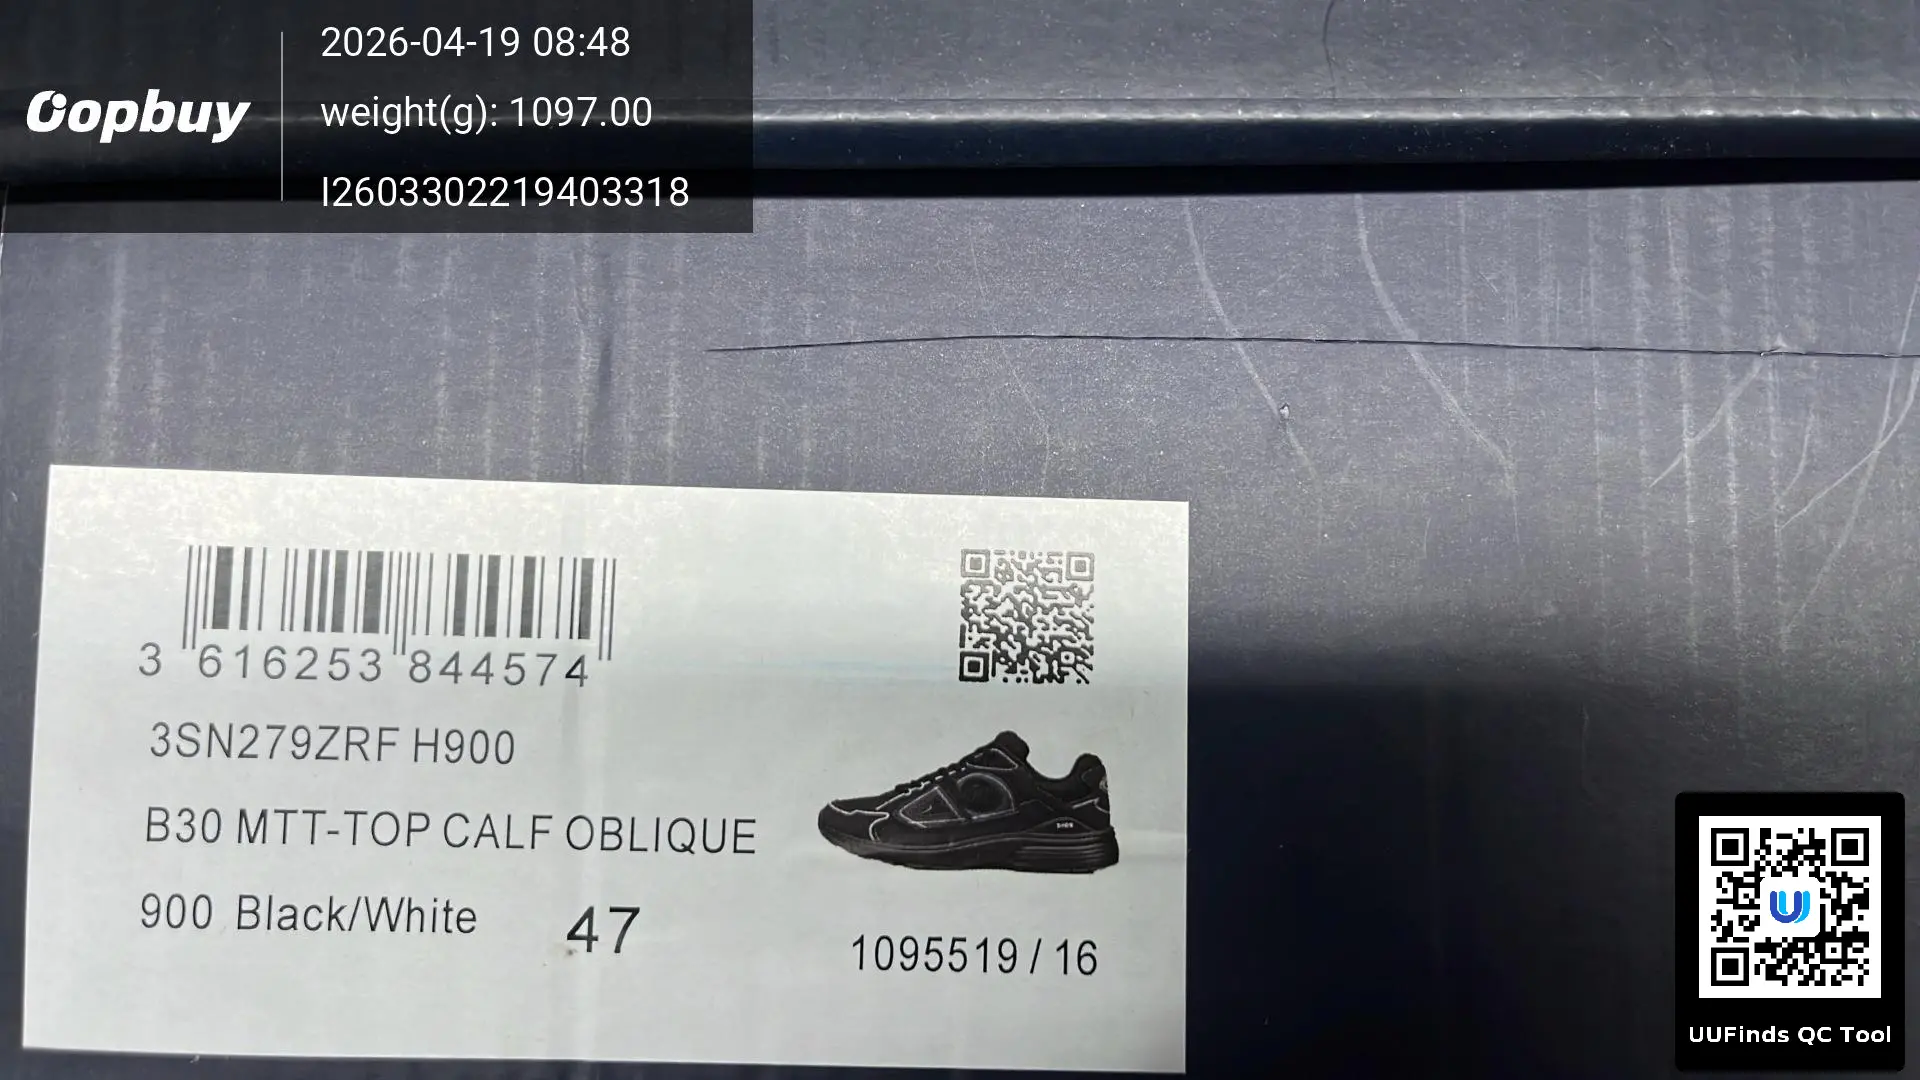 Oopbuy
2026-04-19 08:48
weight(g): 1097.00
I2603302219403318
3 616253 844574
3SN279ZRF H900
B30 MTT-TOP CALF OBLIQUE
900 Black/White 47
DIOR
1095519 / 16
UUFinds QC Tool